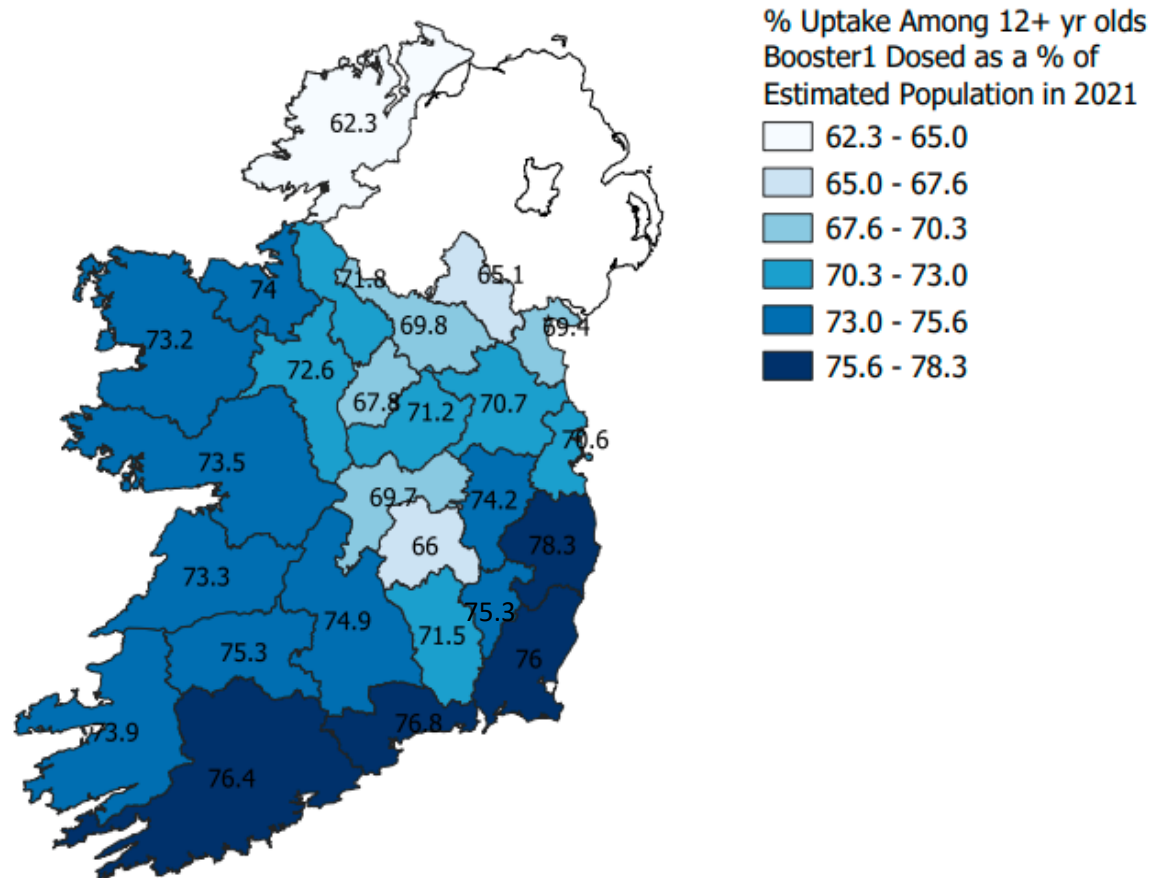 % Uptake Among 12+ yr olds
Booster1 Dosed as a % of
Estimated Population in 2021
62.3 - 65.0
65.0 - 67.6
67.6 - 70.3
70.3 - 73.0
73.0 - 75.6
75.6 - 78.3
62.3
71.8
65.1
74
69.8
69.4
73.2
72.6
67.8
71.2
70.7
70.6
73.5
69.7
74.2
66
78.3
73.3
74.9
75.3
71.5
75.3
76
73.9
76.8
76.4